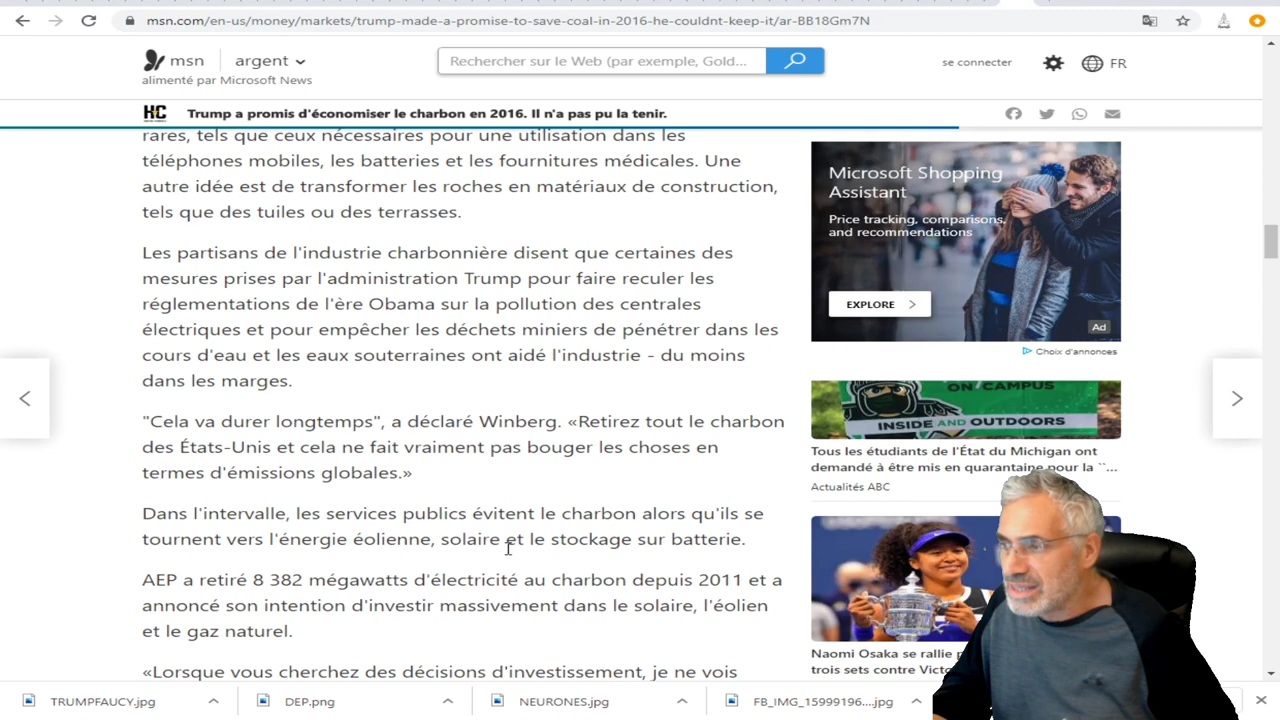 msn.com/en-us/money/markets/trump-made-a-promise-to-save-coal-in-2016-he-couldnt-keep-it/ar-BB18Gm7N
msn argent
alimenté par Microsoft News
Rechercher sur le Web (par exemple, Gold...
se connecter
FR
HC
Trump a promis d'économiser le charbon en 2016. Il n'a pas pu la tenir.
rares, tels que ceux nécessaires pour une utilisation dans les
téléphones mobiles, les batteries et les fournitures médicales. Une
autre idée est de transformer les roches en matériaux de construction,
tels que des tuiles ou des terrasses.
Les partisans de l'industrie charbonnière disent que certaines des
mesures prises par l'administration Trump pour faire reculer les
réglementations de l'ère Obama sur la pollution des centrales
électriques et pour empêcher les déchets miniers de pénétrer dans les
cours d'eau et les eaux souterraines ont aidé l'industrie - du moins
dans les marges.
"Cela va durer longtemps", a déclaré Winberg. «Retirez tout le charbon
des États-Unis et cela ne fait vraiment pas bouger les choses en
termes d'émissions globales.»
Dans l'intervalle, les services publics évitent le charbon alors qu'ils se
tournent vers l'énergie éolienne, solaire et le stockage sur batterie.
AEP a retiré 8 382 mégawatts d'électricité au charbon depuis 2011 et a
annoncé son intention d'investir massivement dans le solaire, l'éolien
et le gaz naturel.
«Lorsque vous cherchez des décisions d'investissement, je ne vois
Microsoft Shopping
Assistant
Price tracking, comparisons,
and recommendations
EXPLORE
Ad
Choix d'annonces
ON CAMPUS
INSIDE AND OUTDOORS
Tous les étudiants de l'État du Michigan ont
demandé à être mis en quarantaine pour la ``...
Actualités ABC
Naomi Osaka se rallie
trois sets contre
TRUMPFAUCY.jpg
DEP.png
NEURONES.jpg
FB_IMG_15999196....jpg